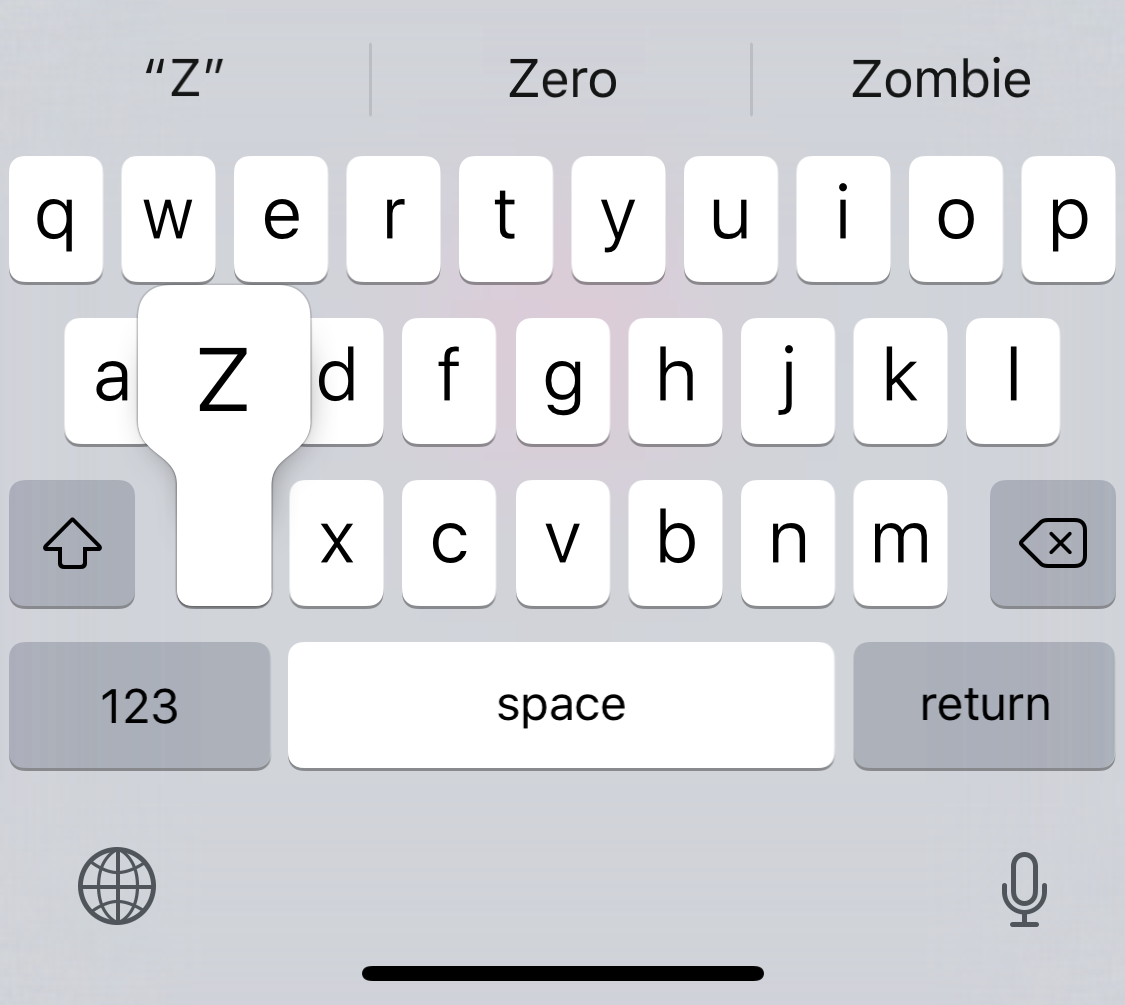 “Z” Zero Zombie
q w e r t y u i o p
a Z d f g h j k l
x c v b n m
123 space return